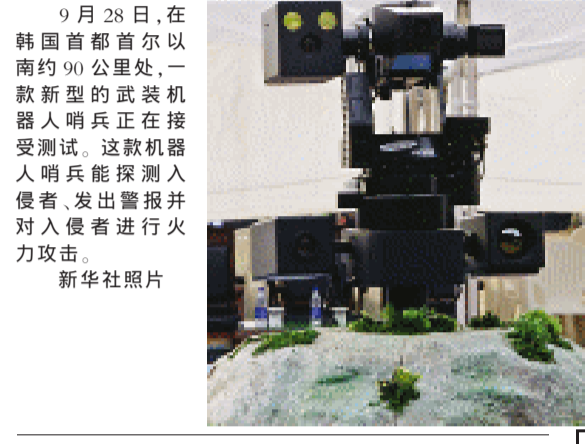 9月28日,在
韩国首都首尔以
南约90公里处,一
款新型的武装机
器人哨兵正在接
受测试。这款机器
人哨兵能探测入
侵者、发出警报并
对入侵者进行火
力攻击。
新华社照片